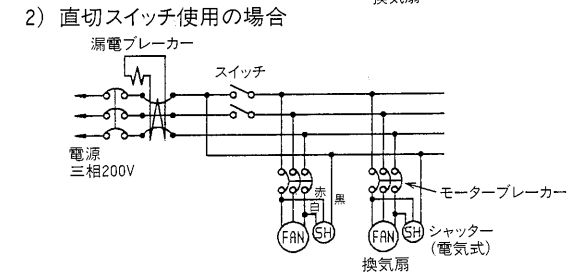 2) 直切スイッチ使用の場合
漏電ブレーカー
スイッチ
電源
三相200V
赤
白
黒
モーターブレーカー
FAN
SH
FAN
SH
シャッター
(電気式)
換気扇